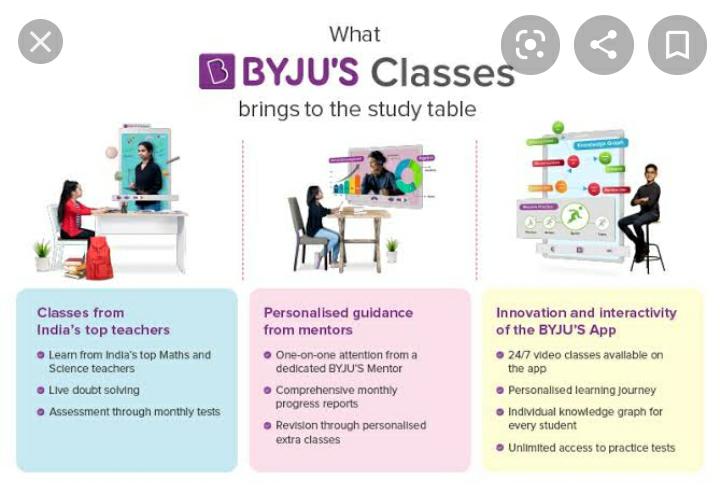 What
BYJU'S Classes
brings to the study table
Knowledge Graph
Classes from
India's top teachers
Learn from India's top Maths and
Science teachers
Live doubt solving
Assessment through monthly tests
Personalised guidance
from mentors
One-on-one attention from a
dedicated BYJU'S Mentor
Comprehensive monthly
progress reports
Revision through personalised
extra classes
Innovation and interactivity
of the BYJU'S App
24/7 video classes available on
the app
Personalised learning journey
Individual knowledge graph for
every student
Unlimited access to practice tests